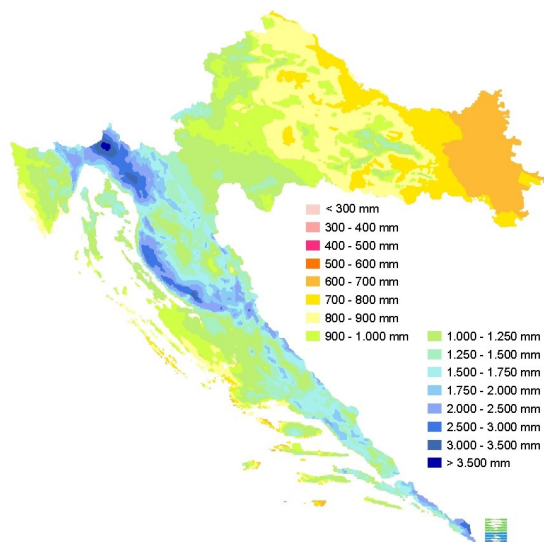 < 300 mm
300 - 400 mm
400 - 500 mm
500 - 600 mm
600 - 700 mm
700 - 800 mm
800 - 900 mm
900 - 1.000 mm
1.000 - 1.250 mm
1.250 - 1.500 mm
1.500 - 1.750 mm
1.750 - 2.000 mm
2.000 - 2.500 mm
2.500 - 3.000 mm
3.000 - 3.500 mm
> 3.500 mm